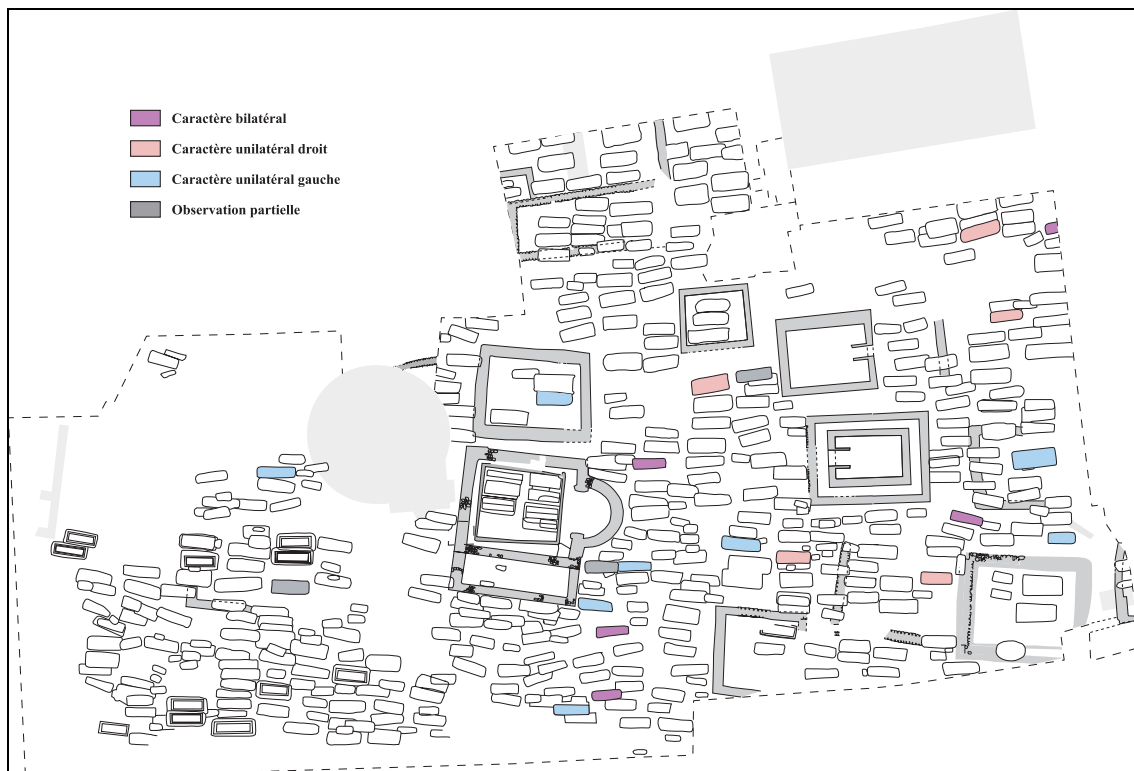 Caractère bilatéral
Caractère unilatéral droit
Caractère unilatéral gauche
Observation partielle